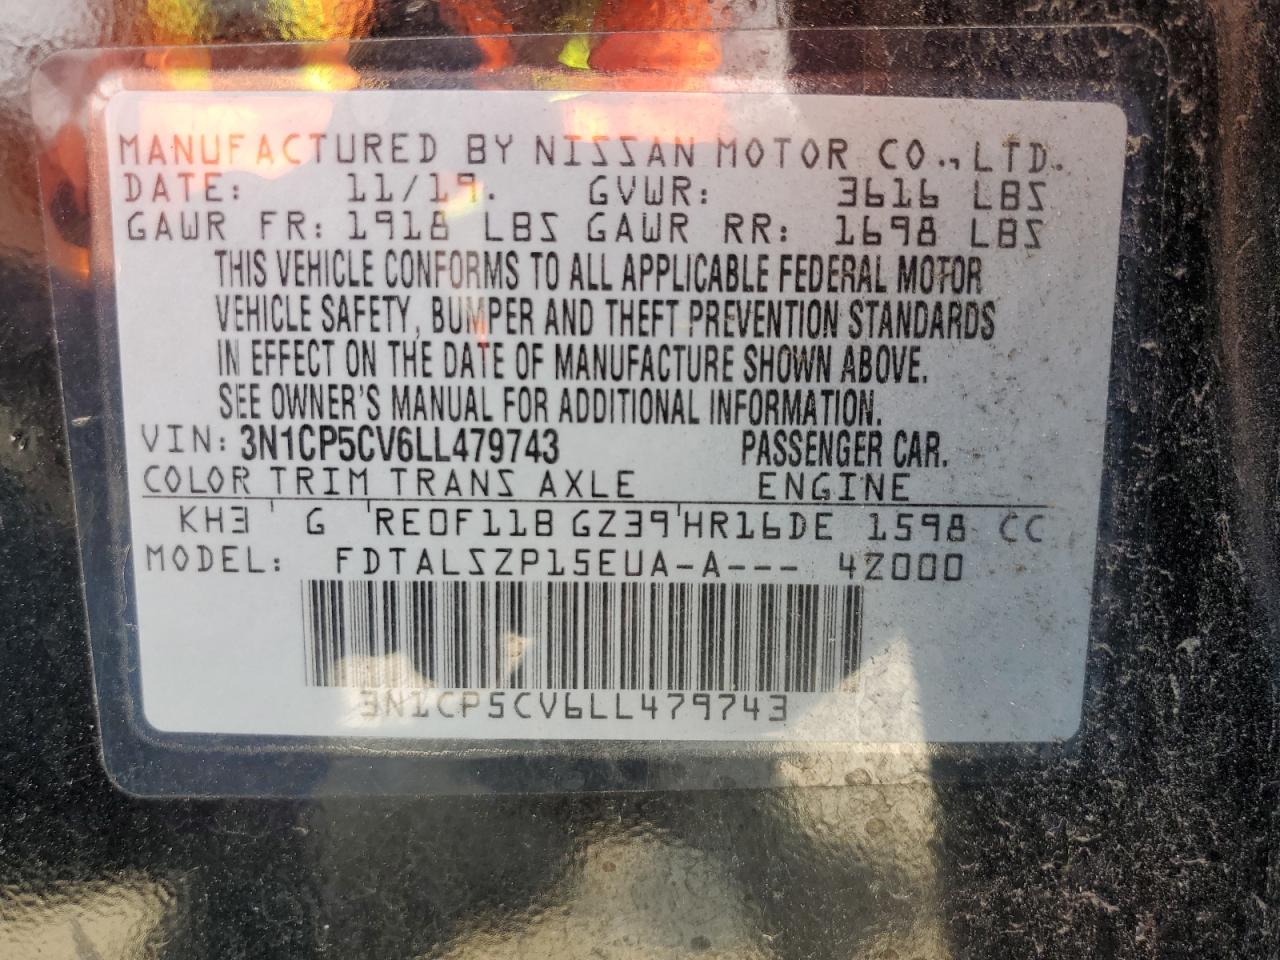 MANUFACTURED BY NISSAN MOTOR CO., LTD.
DATE: 11/19. GVWR: 3616 LBS
GAWR FR: 1918 LBS GAWR RR: 1698 LBS
THIS VEHICLE CONFORMS TO ALL APPLICABLE FEDERAL MOTOR
VEHICLE SAFETY, BUMPER AND THEFT PREVENTION STANDARDS
IN EFFECT ON THE DATE OF MANUFACTURE SHOWN ABOVE.
SEE OWNER'S MANUAL FOR ADDITIONAL INFORMATION.
VIN: 3N1CP5CV6LL479743 PASSENGER CAR.
COLOR TRIM TRANS AXLE ENGINE
KH3 G RE0F11B GZ39 HR16DE 1598 CC
MODEL: FDTALSZP15EUA-A--- 4Z000
3N1CP5CV6LL479743